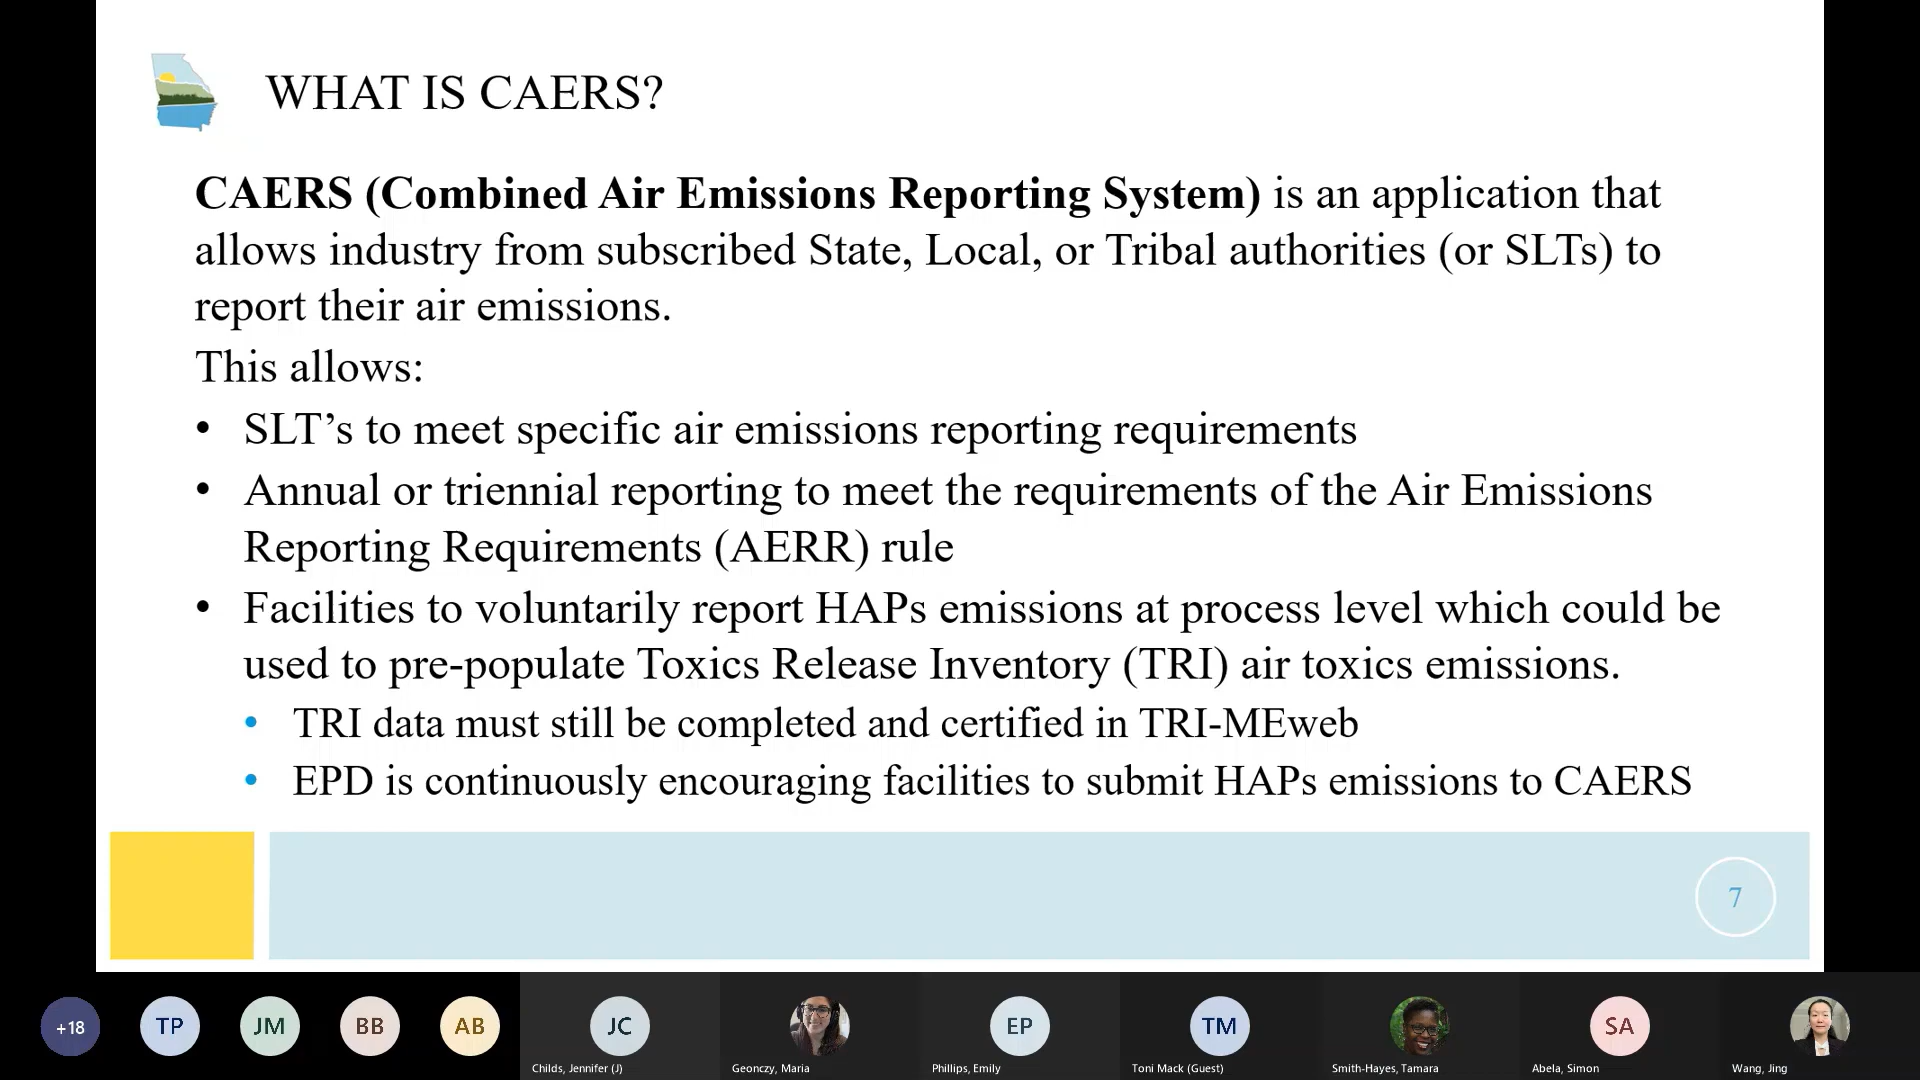 WHAT IS CAERS?
CAERS (Combined Air Emissions Reporting System) is an application that
allows industry from subscribed State, Local, or Tribal authorities (or SLTs) to
report their air emissions.
This allows:
• SLT’s to meet specific air emissions reporting requirements
• Annual or triennial reporting to meet the requirements of the Air Emissions
Reporting Requirements (AERR) rule
• Facilities to voluntarily report HAPs emissions at process level which could be
used to pre-populate Toxics Release Inventory (TRI) air toxics emissions.
• TRI data must still be completed and certified in TRI-MEweb
• EPD is continuously encouraging facilities to submit HAPs emissions to CAERS
7
+18 TP JM BB AB JC EP TM SA
Childs, Jennifer (J) Geonczy, Maria Phillips, Emily Toni Mack (Guest) Smith-Hayes, Tamara Abela, Simon Wang, Jing